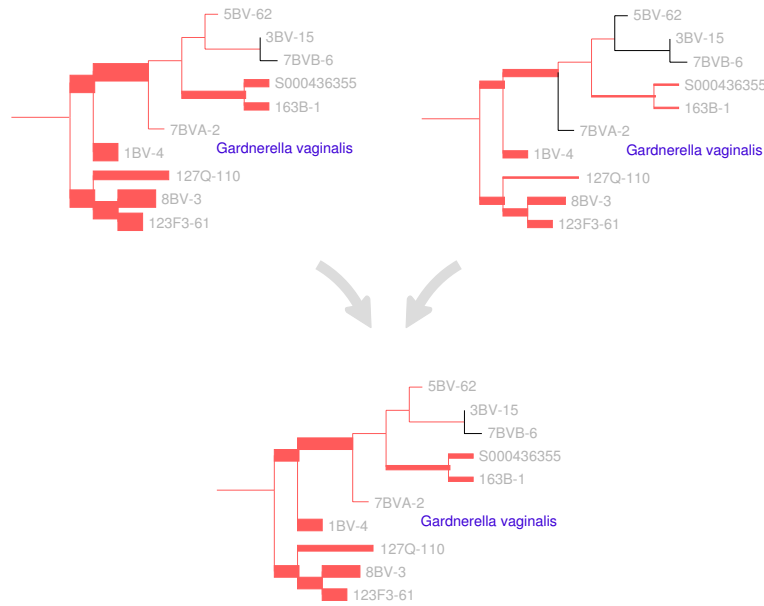 5BV-62
3BV-15
7BVB-6
S000436355
163B-1
7BVA-2
Gardnerella vaginalis
1BV-4
127Q-110
8BV-3
123F3-61
5BV-62
3BV-15
7BVB-6
S000436355
163B-1
7BVA-2
Gardnerella vaginalis
1BV-4
127Q-110
8BV-3
123F3-61
5BV-62
3BV-15
7BVB-6
S000436355
163B-1
7BVA-2
Gardnerella vaginalis
1BV-4
127Q-110
8BV-3
123F3-61